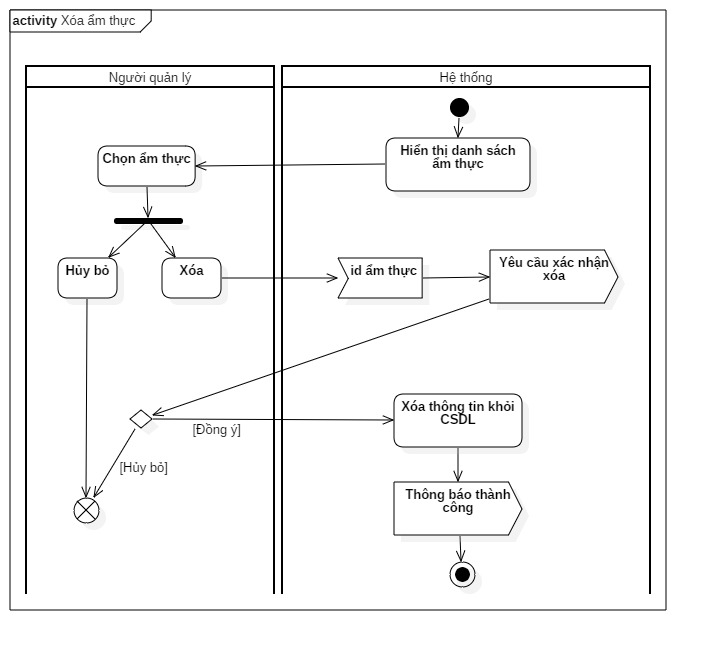 activity Xóa ẩm thực
Người quản lý
Hệ thống
Hiển thị danh sách
ẩm thực
Chọn ẩm thực
Hủy bỏ
Xóa
id ẩm thực
Yêu cầu xác nhận
xóa
Xóa thông tin khỏi
CSDL
[Đồng ý]
[Hủy bỏ]
Thông báo thành
công